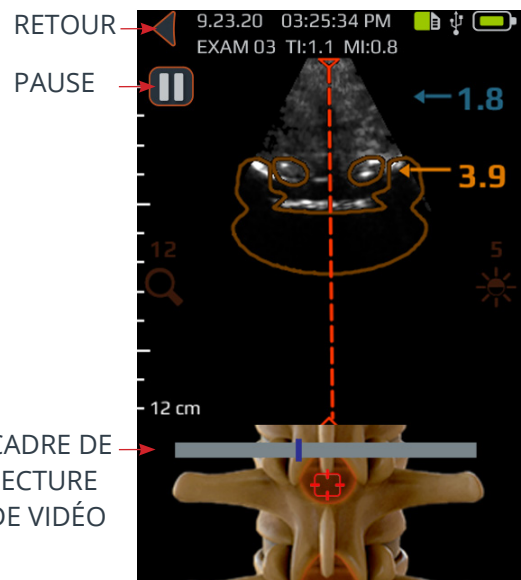 RETOUR
9.23.20 03:25:34 PM
EXAM 03 TI:1.1 MI:0.8
PAUSE
1.8
3.9
12
5
12 cm
CADRE DE
ECTURE
DE VIDÉO